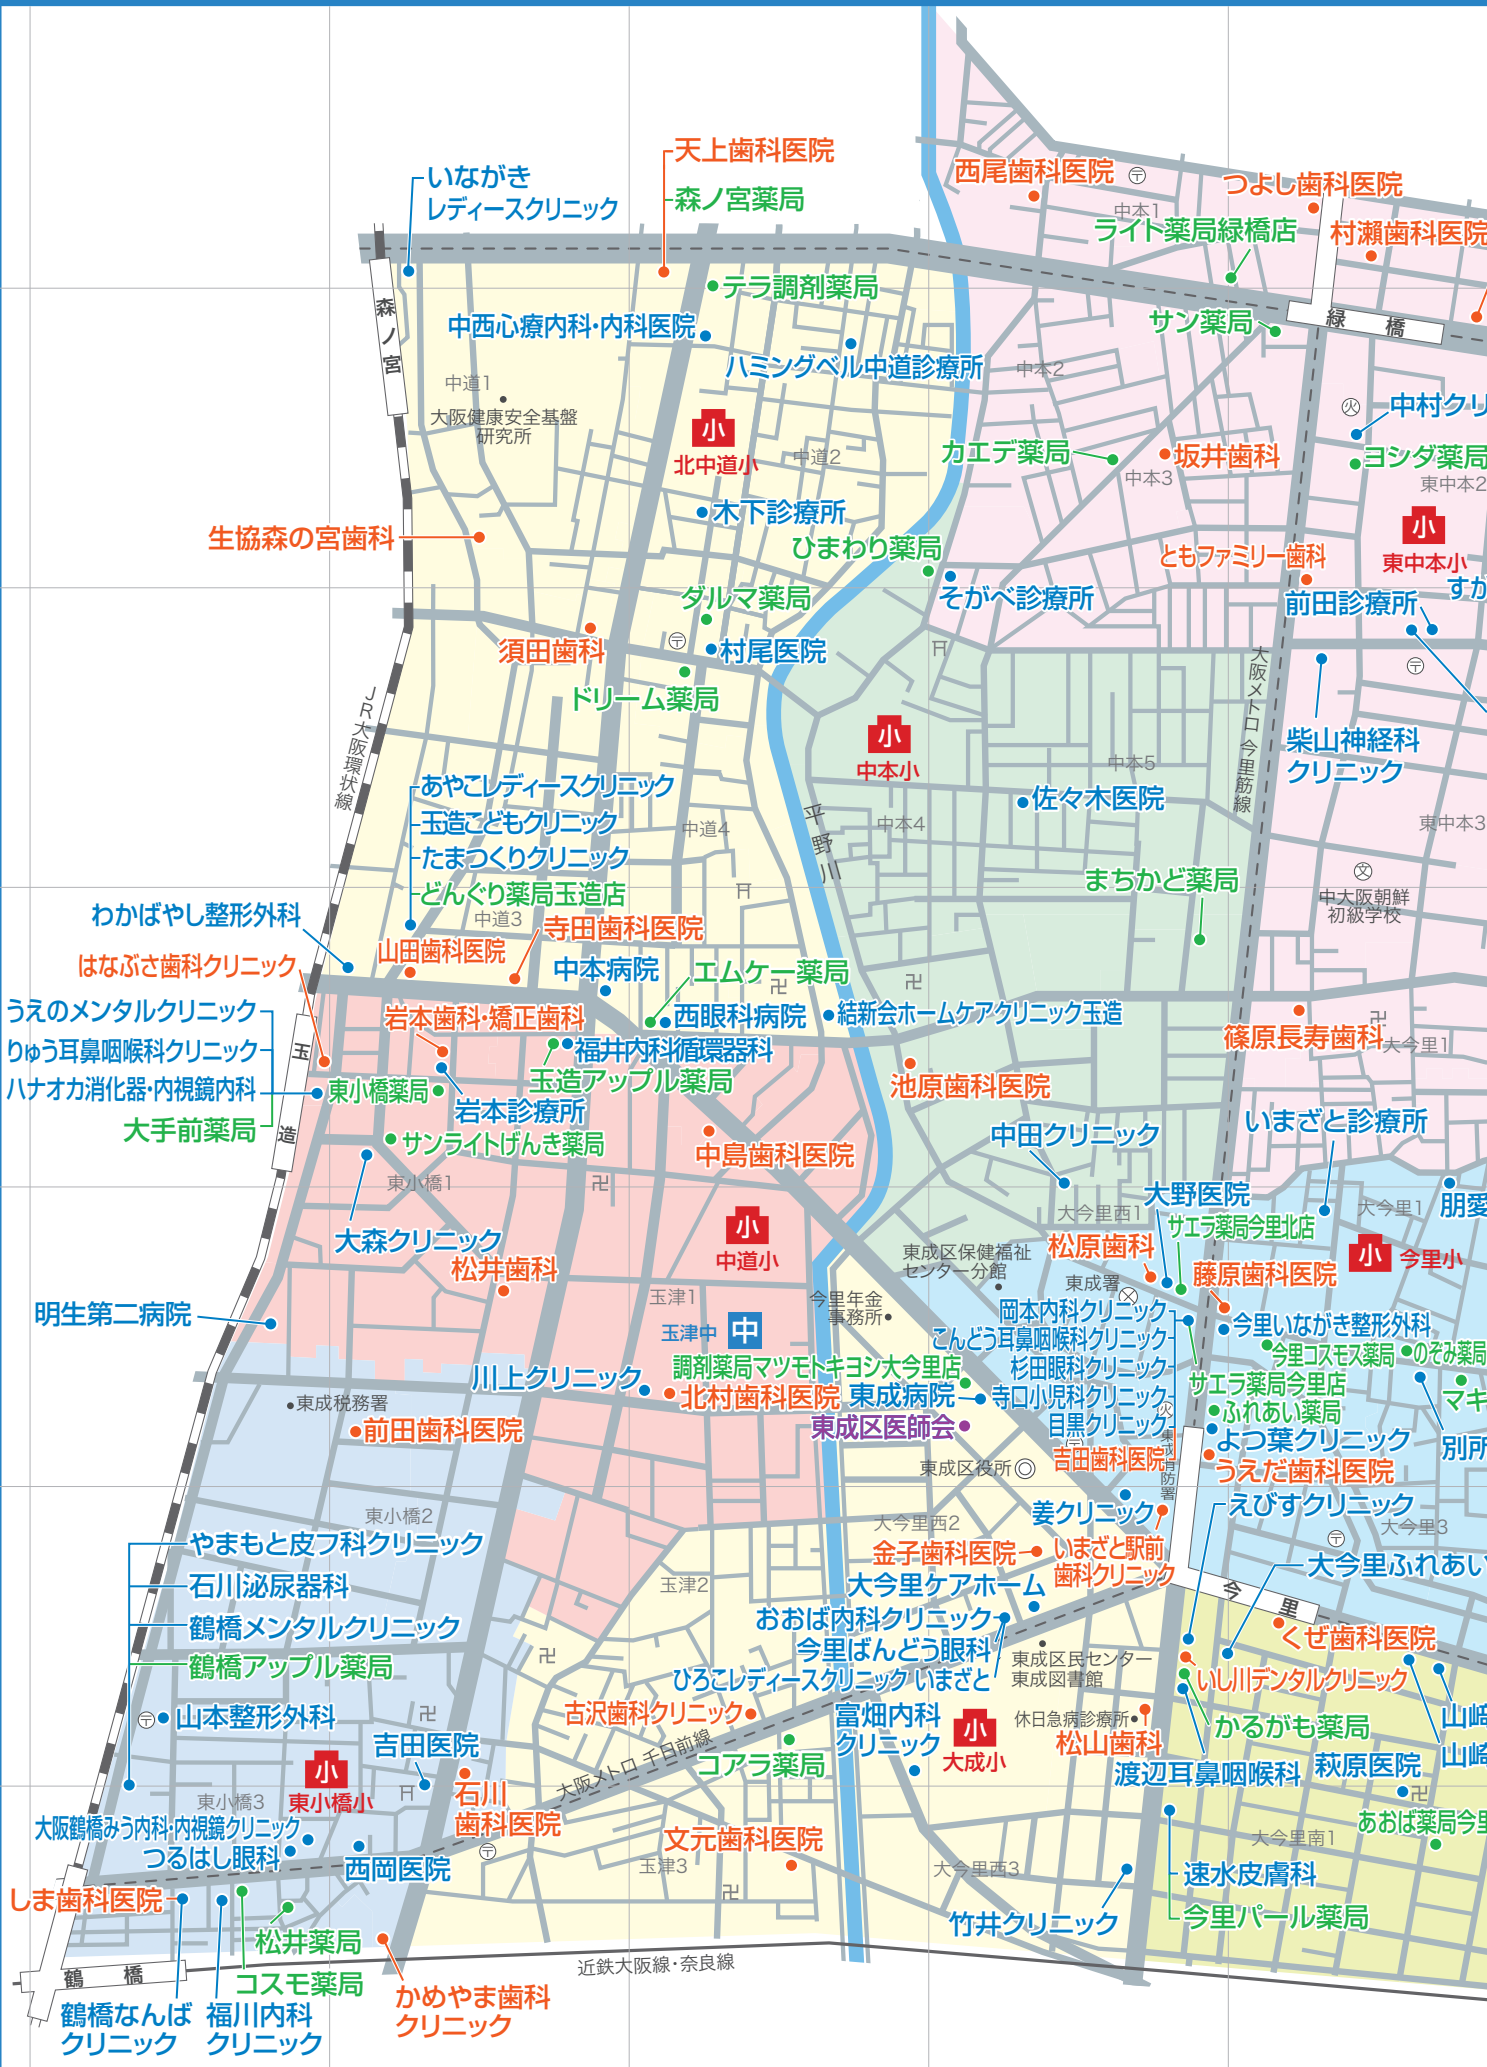 天上歯科医院
森ノ宮薬局
いながき
レディースクリニック
西尾歯科医院
〒
つよし歯科医院
中本1
ライト薬局緑橋店
村瀬歯科医院
森ノ宮
テラ調剤薬局
中西心療内科・内科医院
ハミングベル中道診療所
サン薬局
緑橋
中道1
大阪健康安全基盤
研究所
小
北中道小
中道2
中本2
カエデ薬局
坂井歯科
中本3
火
中村クリ
ヨシダ薬局
東中本2
小
東中本小
生協森の宮歯科
木下診療所
ひまわり薬局
そがべ診療所
ともファミリー歯科
前田診療所
すか
ダルマ薬局
須田歯科
〒
村尾医院
ドリーム薬局
〒
JR大阪環状線
大阪メトロ 今里筋線
柴山神経科
クリニック
小
中本小
中本5
佐々木医院
あやこレディースクリニック
玉造こどもクリニック
たまつくりクリニック
どんぐり薬局玉造店
中道4
平野川
中本4
東中本3
まちかど薬局
文
中大阪朝鮮
初級学校
わかばやし整形外科
中道3
寺田歯科医院
はなぶさ歯科クリニック
山田歯科医院
中本病院
エムケー薬局
卍
卍
うえのメンタルクリニック
りゅう耳鼻咽喉科クリニック
ハナオカ消化器・内視鏡内科
大手前薬局
玉造
岩本歯科・矯正歯科
西眼科病院
結新会ホームケアクリニック玉造
福井内科循環器科
玉造アップル薬局
東小橋薬局
岩本診療所
池原歯科医院
篠原長寿歯科
卍
大今里1
サンライトげんき薬局
中島歯科医院
中田クリニック
いまざと診療所
東小橋1
卍
大森クリニック
松井歯科
小
中道小
大今里西1
大野医院
サエラ薬局今里北店
大今里1
朋愛
小
今里小
東成区保健福祉
センター分館
松原歯科
東成署
藤原歯科医院
明生第二病院
玉津1
玉津中
中
今里年金
事務所
岡本内科クリニック
こんどう耳鼻咽喉科クリニック
杉田眼科クリニック
寺口小児科クリニック
目黒クリニック
吉田歯科医院
今里いながき整形外科
今里コスモス薬局
のぞみ薬局
サエラ薬局今里店
ふれあい薬局
マキ
調剤薬局マツモトキヨシ大今里店
川上クリニック
北村歯科医院
東成病院
東成区医師会
火
東成消防署
〒
よつ葉クリニック
うえだ歯科医院
別所
東成税務署
前田歯科医院
東成区役所
東小橋2
大今里西2
姜クリニック
えびすクリニック
〒
大今里3
やまもと皮フ科クリニック
石川泌尿器科
鶴橋メンタルクリニック
鶴橋アップル薬局
玉津2
金子歯科医院
いまざと駅前
歯科クリニック
大今里ふれあい
大今里ケアホーム
おおば内科クリニック
今里ばんどう眼科
ひろこレディースクリニック いまざと
今里
くぜ歯科医院
東成区民センター
東成図書館
いし川デンタルクリニック
卍
卍
〒
山本整形外科
吉田医院
古沢歯科クリニック
コアラ薬局
大阪メトロ 千日前線
富畑内科
クリニック
小
大成小
休日急病診療所
松山歯科
かるがも薬局
山崎
山崎
渡辺耳鼻咽喉科
萩原医院
卍
小
東小橋小
東小橋3
石川
歯科医院
〒
大阪鶴橋みう内科・内視鏡クリニック
つるはし眼科
西岡医院
文元歯科医院
玉津3
卍
大今里西3
あおば薬局今里
大今里南1
速水皮膚科
今里パール薬局
竹井クリニック
しま歯科医院
松井薬局
コスモ薬局
鶴橋
鶴橋なんば
クリニック
福川内科
クリニック
かめやま歯科
クリニック
近鉄大阪線・奈良線